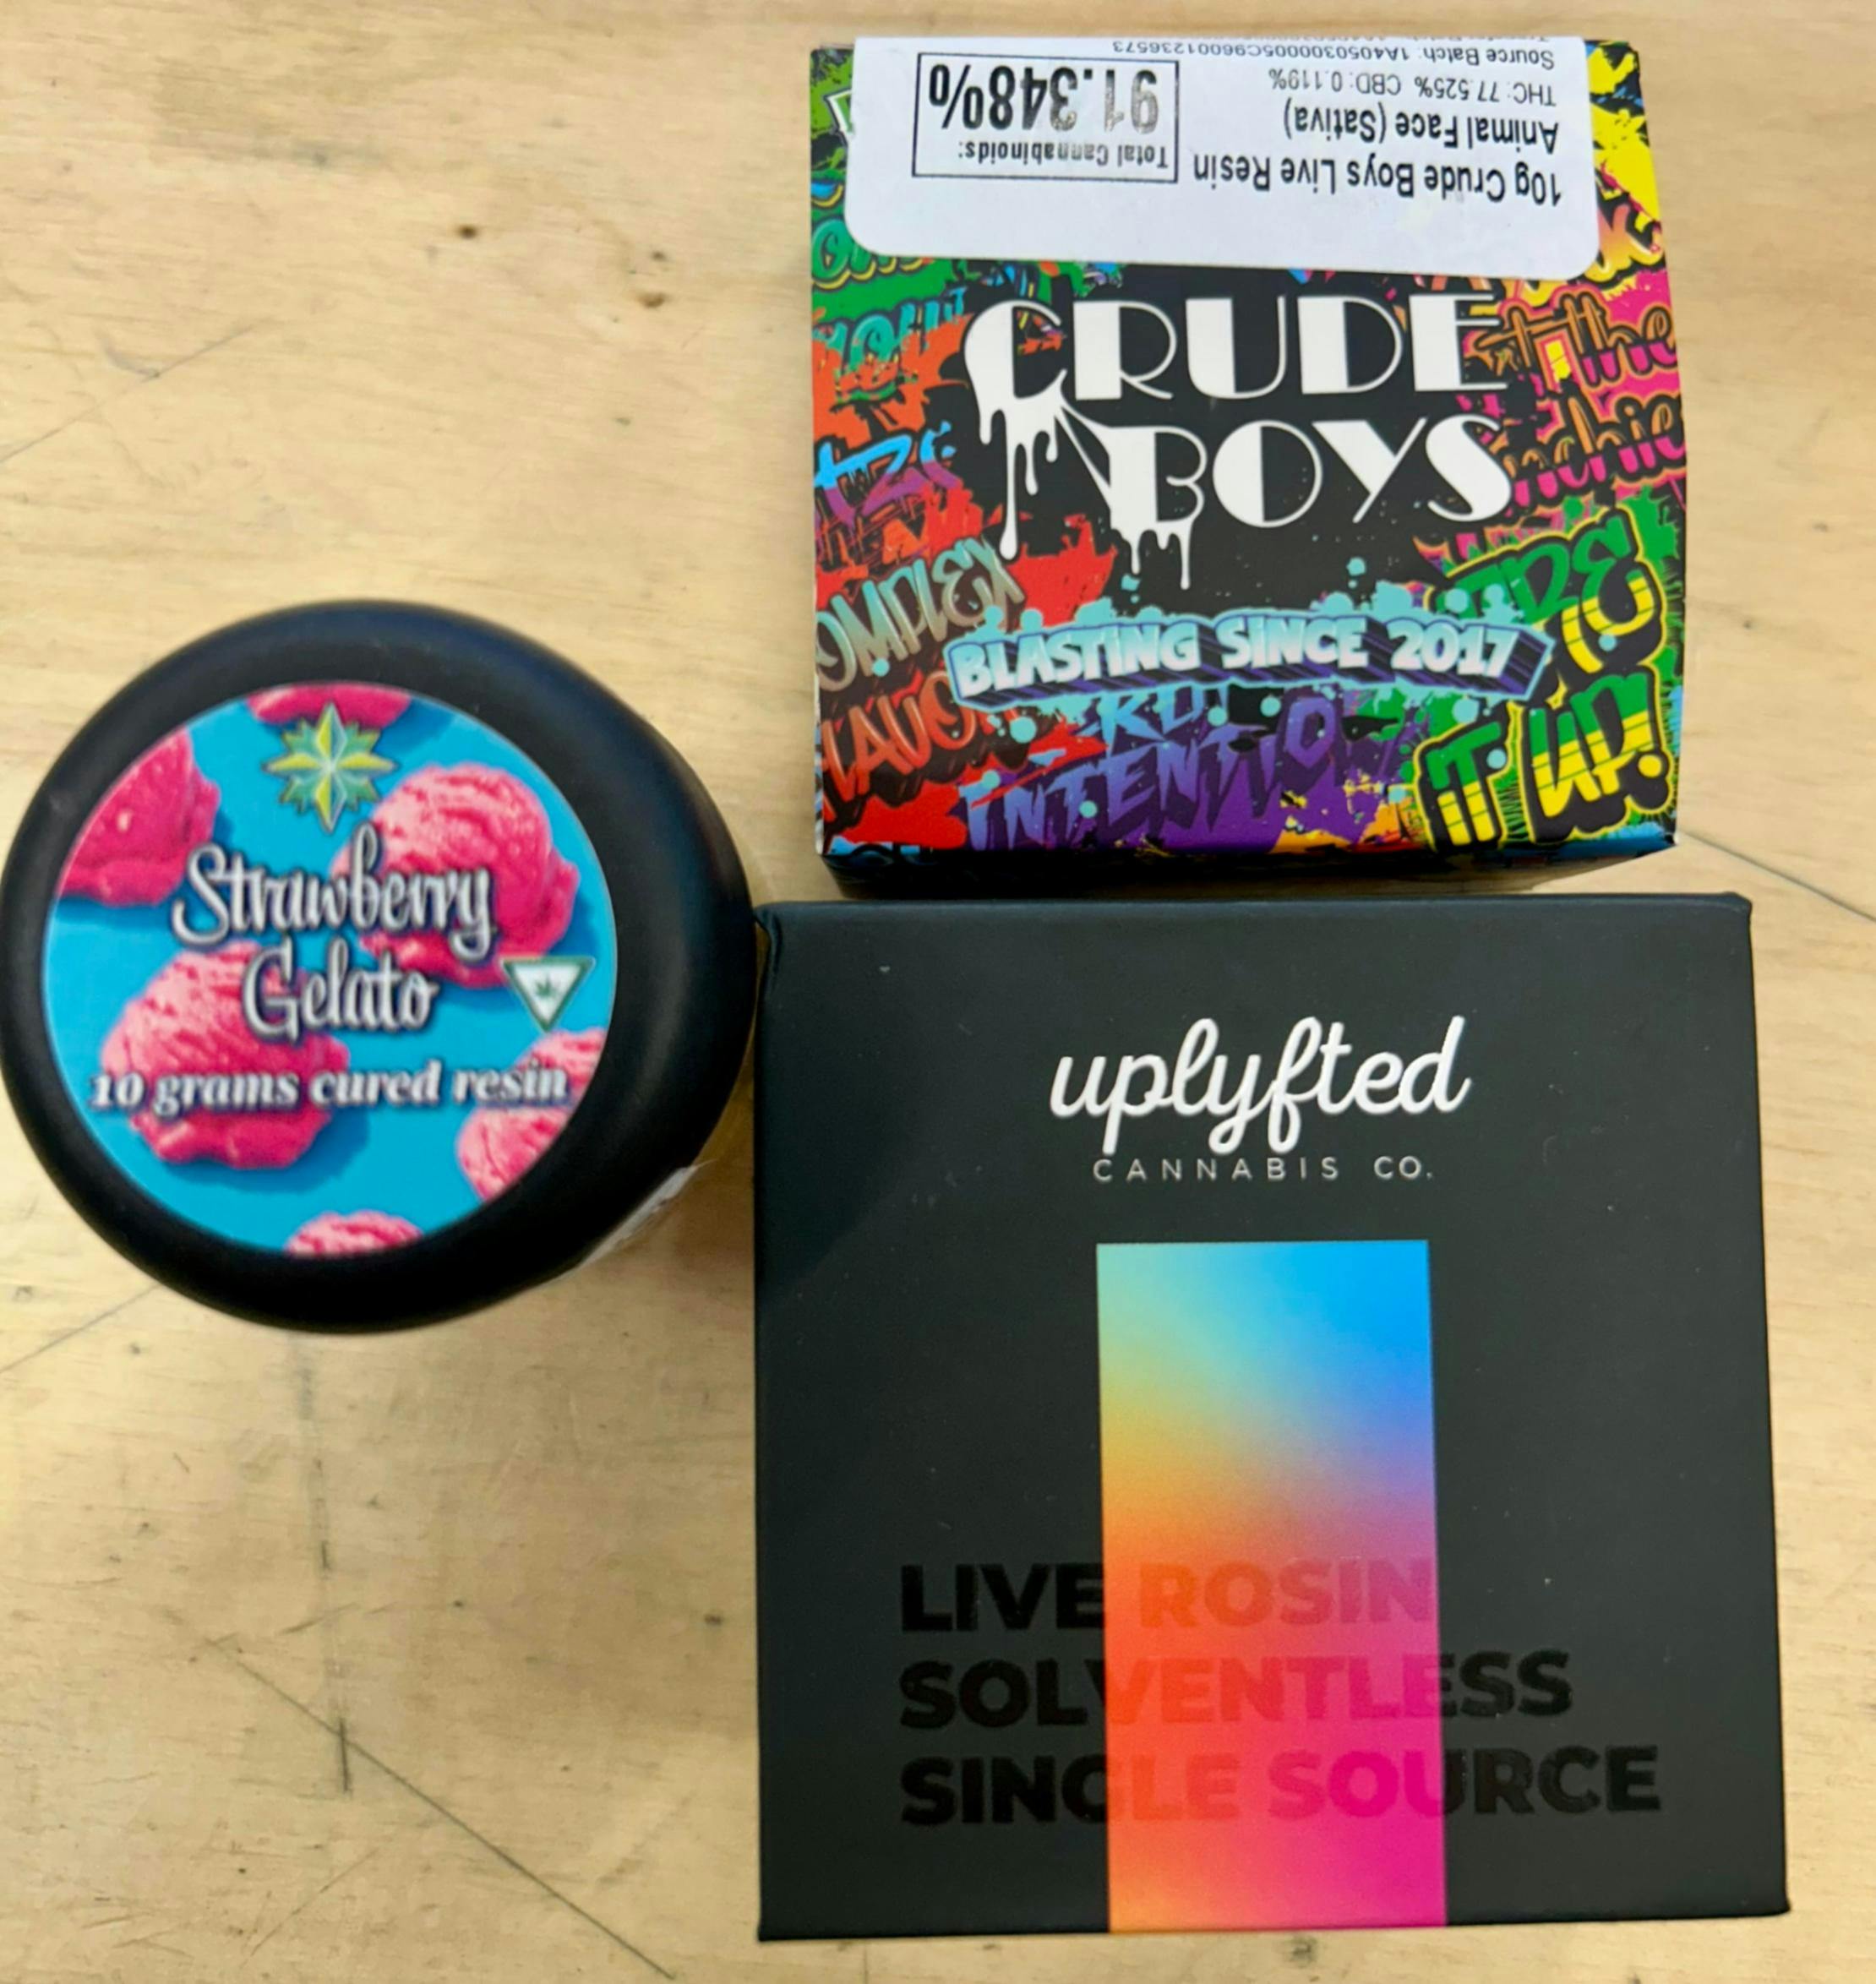 10g Crude Boys Live Resin
Animal Face (Sativa)
THC: 77.525% CBD: 0.119%
Source Batch: 1A4050300005C96001236573
Total Cannabinoids:
91.348%
CRUDE
BOYS
BLASTING SINCE 2017
INTENTIO
IT UP!
Strawberry
Gelato
10 grams cured resin
uplyfted
CANNABIS CO.
LIVE ROSIN
SOLVENTLESS
SINGLE SOURCE